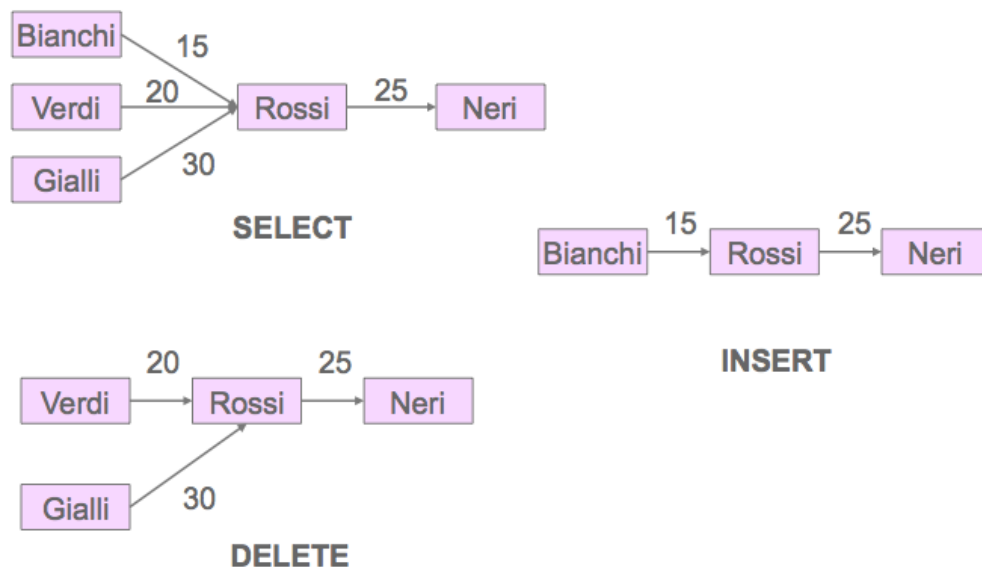 Bianchi
15
Verdi
20
Rossi
25
Neri
Gialli
30
SELECT
Bianchi
15
Rossi
25
Neri
INSERT
Verdi
20
Rossi
25
Neri
Gialli
30
DELETE